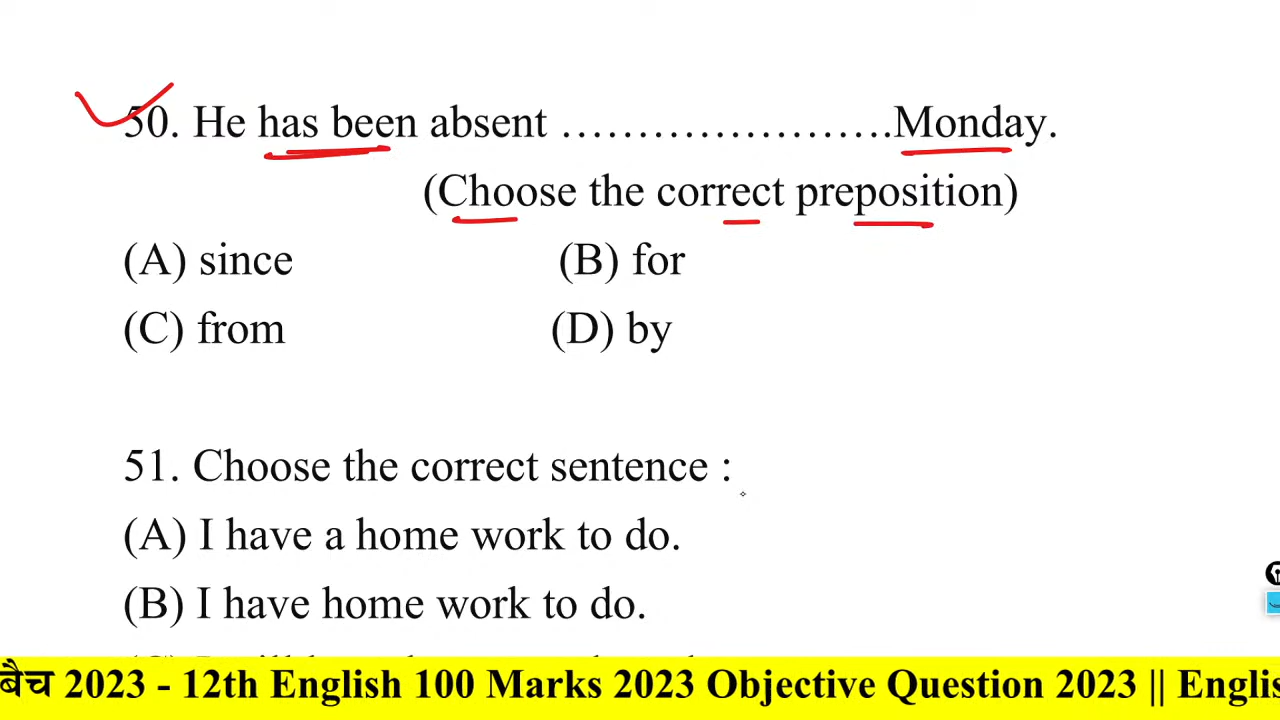 50. He has been absent …………………….Monday.
(Choose the correct preposition)
(A) since (B) for
(C) from (D) by
51. Choose the correct sentence :
(A) I have a home work to do.
(B) I have home work to do.
बैच 2023 - 12th English 100 Marks 2023 Objective Question 2023 || Englis